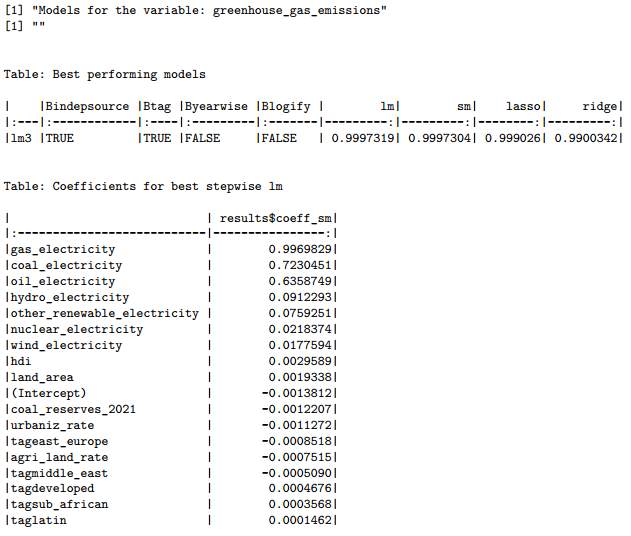 [1] "Models for the variable: greenhouse_gas_emissions"
[1] ""
Table: Best performing models
|    |Bindepsource |Btag |Byearwise |Blogify |        lm|        sm|    lasso|     ridge|
|:---|:------------|:----|:---------|:-------|---------:|---------:|--------:|---------:|
|lm3 |TRUE         |TRUE |FALSE     |FALSE   | 0.9997319| 0.9997304| 0.999026| 0.9900342|
Table: Coefficients for best stepwise lm
|                            | results$coeff_sm|
|:---------------------------|----------------:|
|gas_electricity             |        0.9969829|
|coal_electricity            |        0.7230451|
|oil_electricity             |        0.6358749|
|hydro_electricity           |        0.0912293|
|other_renewable_electricity |        0.0759251|
|nuclear_electricity         |        0.0218374|
|wind_electricity            |        0.0177594|
|hdi                         |        0.0029589|
|land_area                   |        0.0019338|
|(Intercept)                 |       -0.0013812|
|coal_reserves_2021          |       -0.0012207|
|urbaniz_rate                |       -0.0011272|
|tageast_europe              |       -0.0008518|
|agri_land_rate              |       -0.0007515|
|tagmiddle_east              |       -0.0005090|
|tagdeveloped                |        0.0004676|
|tagsub_african              |        0.0003568|
|taglatin                    |        0.0001462|